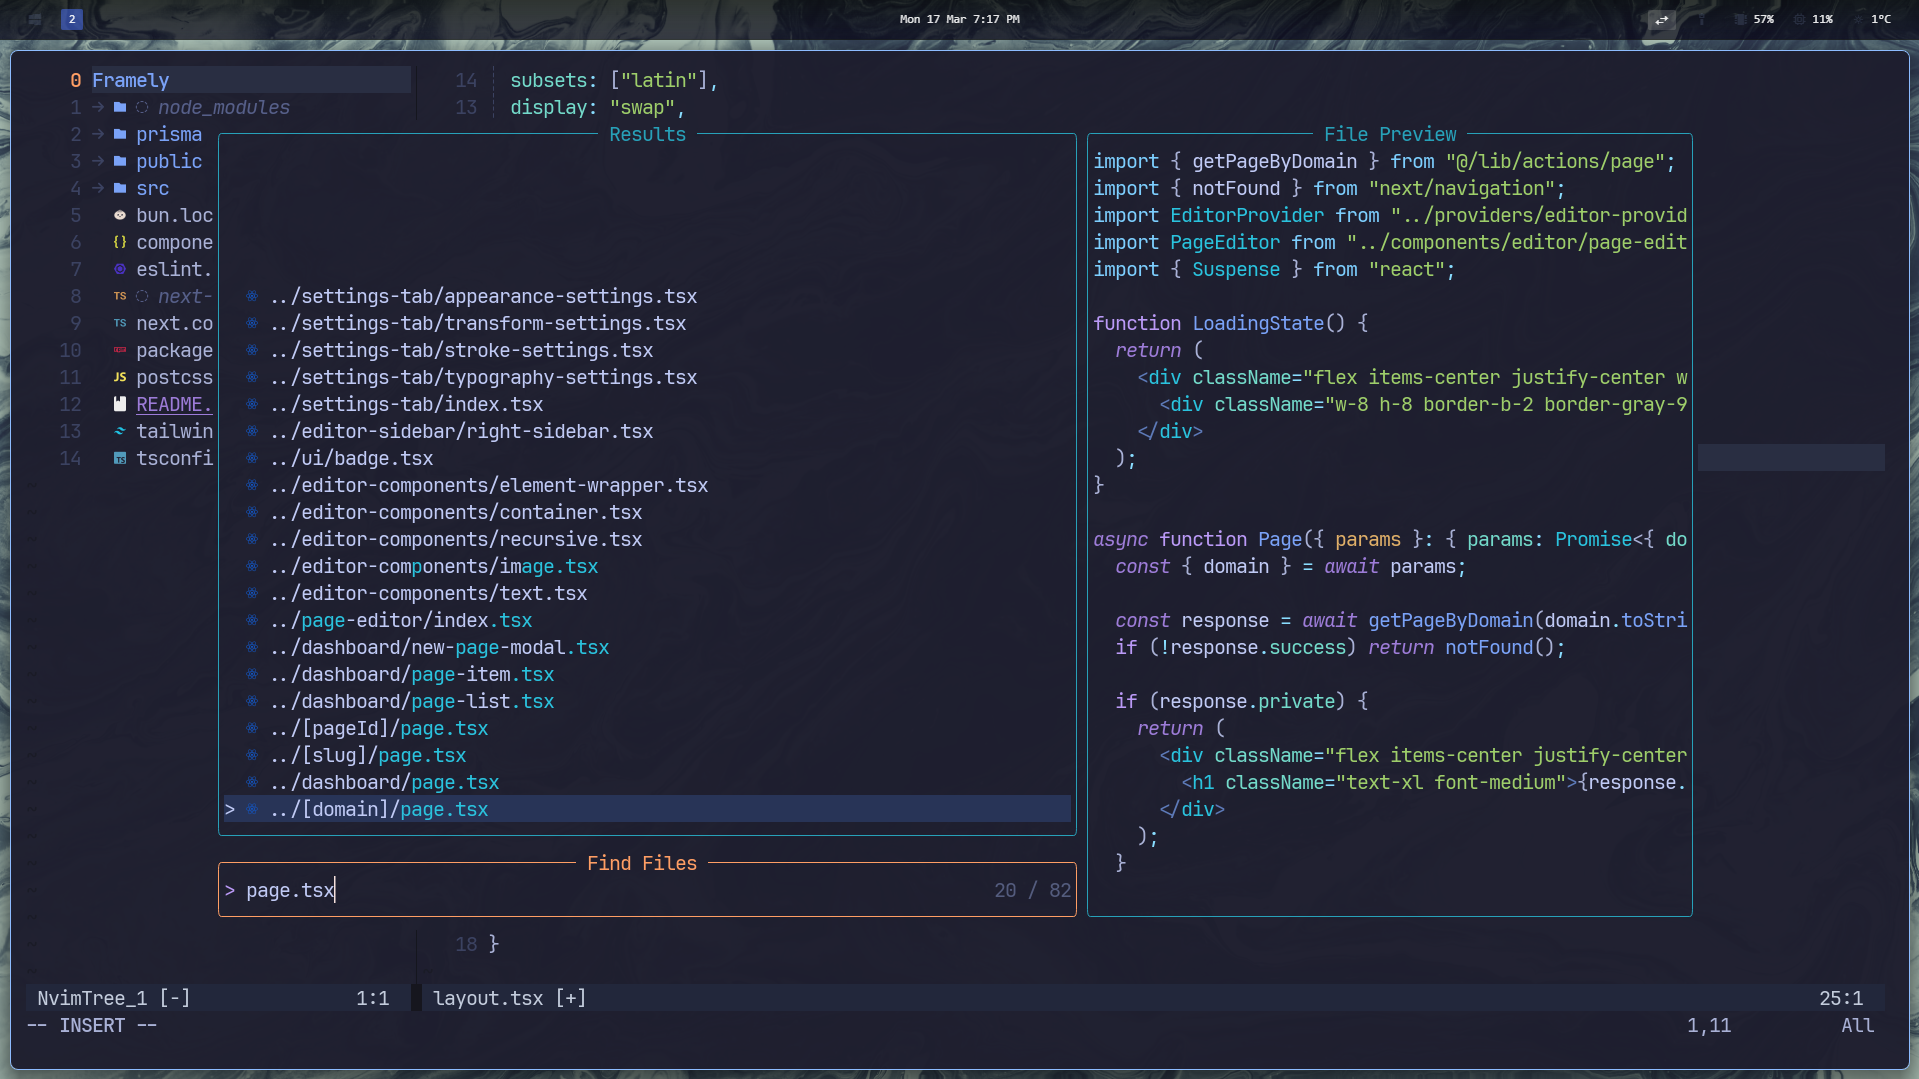 2
Mon 17 Mar 7:17 PM
57%
11%
1°C
0 Framely
1 node_modules
2 prisma
3 public
4 src
5 bun.loc
6 compone
7 eslint.
8 TS next-
9 TS next.co
10 package
11 JS postcss
12 README.
13 tailwin
14 TS tsconfi
14 subsets: ["latin"],
13 display: "swap",
Results
../settings-tab/appearance-settings.tsx
../settings-tab/transform-settings.tsx
../settings-tab/stroke-settings.tsx
../settings-tab/typography-settings.tsx
../settings-tab/index.tsx
../editor-sidebar/right-sidebar.tsx
../ui/badge.tsx
../editor-components/element-wrapper.tsx
../editor-components/container.tsx
../editor-components/recursive.tsx
../editor-components/image.tsx
../editor-components/text.tsx
../page-editor/index.tsx
../dashboard/new-page-modal.tsx
../dashboard/page-item.tsx
../dashboard/page-list.tsx
../[pageId]/page.tsx
../[slug]/page.tsx
../dashboard/page.tsx
> ../[domain]/page.tsx
Find Files
> page.tsx 20 / 82
File Preview
import { getPageByDomain } from "@/lib/actions/page";
import { notFound } from "next/navigation";
import EditorProvider from "../providers/editor-provid
import PageEditor from "../components/editor/page-edit
import { Suspense } from "react";
function LoadingState() {
return (
<div className="flex items-center justify-center w
<div className="w-8 h-8 border-b-2 border-gray-9
</div>
);
}
async function Page({ params }: { params: Promise<{ do
const { domain } = await params;
const response = await getPageByDomain(domain.toStri
if (!response.success) return notFound();
if (response.private) {
return (
<div className="flex items-center justify-center
<h1 className="text-xl font-medium">{response.
</div>
);
}
18 }
NvimTree_1 [-] 1:1 layout.tsx [+] 25:1
-- INSERT -- 1,11 All